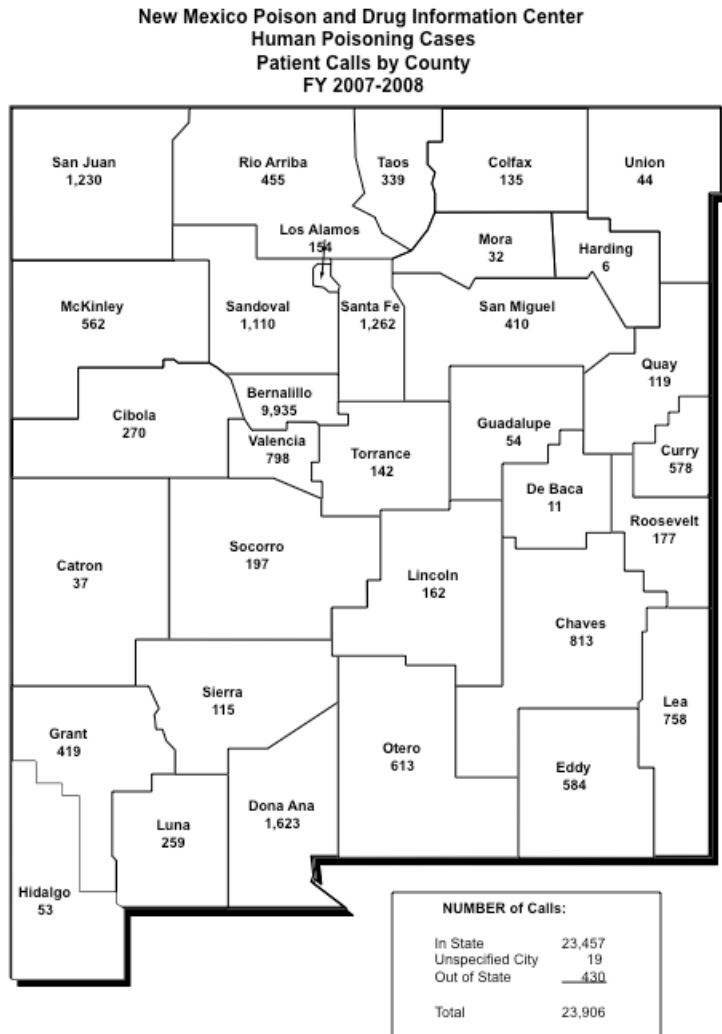 New Mexico Poison and Drug Information Center
Human Poisoning Cases
Patient Calls by County
FY 2007-2008
San Juan
1,230
Rio Arriba
455
Taos
339
Colfax
135
Union
44
Los Alamos
154
Mora
32
Harding
6
McKinley
562
Sandoval
1,110
Santa Fe
1,262
San Miguel
410
Quay
119
Bernalillo
9,935
Cibola
270
Valencia
798
Torrance
142
Guadalupe
54
Curry
578
De Baca
11
Roosevelt
177
Catron
37
Socorro
197
Lincoln
162
Chaves
813
Sierra
115
Lea
758
Grant
419
Otero
613
Eddy
584
Dona Ana
1,623
Luna
259
Hidalgo
53
NUMBER of Calls:
In State 23,457
Unspecified City 19
Out of State 430
Total 23,906